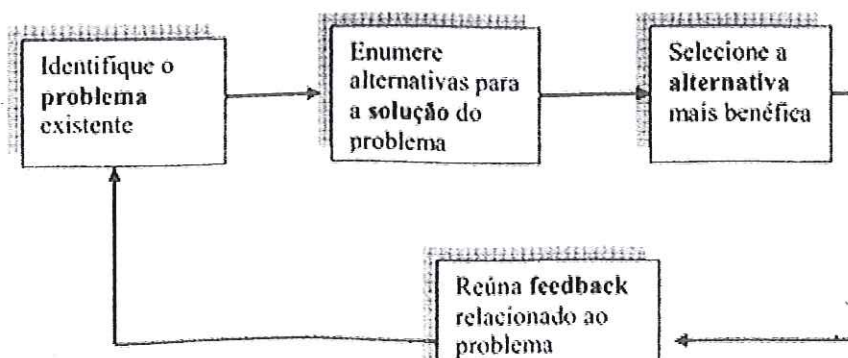 Identifique o
problema
existente
Enumere
alternativas para
a solução do
problema
Selecione a
alternativa
mais benéfica
Reúna feedback
relacionado ao
problema